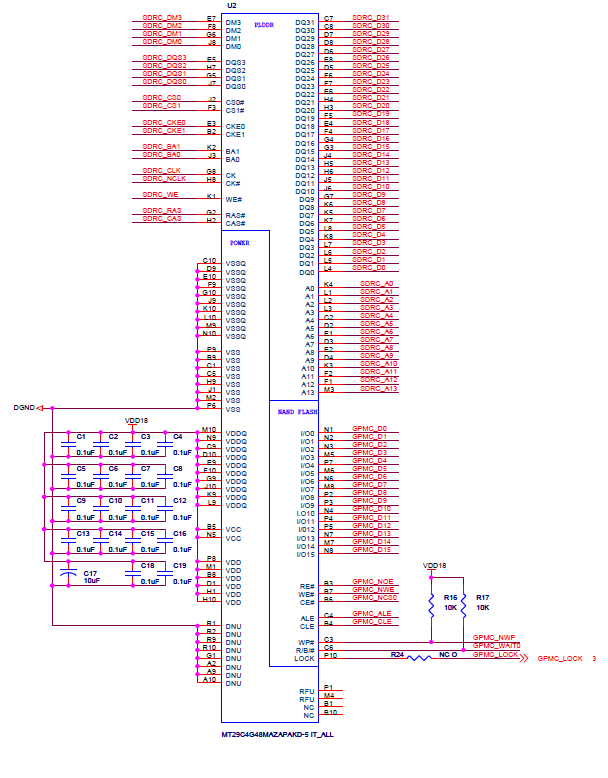 U2
PLDDR
SDRC_DM3 E7 DM3
SDRC_DM2 F8 DM2
SDRC_DM1 G6 DM1
SDRC_DM0 J8 DM0
SDRC_DQS3 E5 DQS3
SDRC_DQS2 H7 DQS2
SDRC_DQS1 G5 DQS1
SDRC_DQS0 J7 DQS0
SDRC_CS0 J2 CS0#
SDRC_CS1 F3 CS1#
SDRC_CKE0 E3 CKE0
SDRC_CKE1 B2 CKE1
SDRC_BA1 K2 BA1
SDRC_BA0 J3 BA0
SDRC_CLK G8 CK
SDRC_NCLK H8 CK#
SDRC_WE K1 WE#
SDRC_RAS G2 RAS#
SDRC_CAS H2 CAS#
POWER
C10 VSSQ
D9 VSSQ
E10 VSSQ
F9 VSSQ
G10 VSSQ
J9 VSSQ
K10 VSSQ
L10 VSSQ
M9 VSSQ
N10 VSSQ
P9 VSS
B9 VSS
C1 VSS
C5 VSS
H9 VSS
J1 VSS
M2 VSS
P6 VSS
DGND
VDD18
C1 C2 C3 C4
0.1uF 0.1uF 0.1uF 0.1uF
C5 C6 C7 C8
0.1uF 0.1uF 0.1uF 0.1uF
C9 C10 C11 C12
0.1uF 0.1uF 0.1uF 0.1uF
C13 C14 C15 C16
0.1uF 0.1uF 0.1uF 0.1uF
C17 C18 C19
10uF 0.1uF 0.1uF
M10 VDDQ
N9 VDDQ
C9 VDDQ
D10 VDDQ
E9 VDDQ
F10 VDDQ
G9 VDDQ
J10 VDDQ
K9 VDDQ
L9 VDDQ
B5 VCC
N5 VCC
P8 VDD
M1 VDD
B8 VDD
D1 VDD
H1 VDD
H10 VDD
R1 DNU
R2 DNU
R9 DNU
R10 DNU
G1 DNU
A2 DNU
A9 DNU
A10 DNU
DQ31 C7 SDRC_D31
DQ30 C8 SDRC_D30
DQ29 D7 SDRC_D29
DQ28 D8 SDRC_D28
DQ27 D6 SDRC_D27
DQ26 E8 SDRC_D26
DQ25 D5 SDRC_D25
DQ24 F6 SDRC_D24
DQ23 F7 SDRC_D23
DQ22 E6 SDRC_D22
DQ21 H4 SDRC_D21
DQ20 H3 SDRC_D20
DQ19 F5 SDRC_D19
DQ18 E4 SDRC_D18
DQ17 F4 SDRC_D17
DQ16 G4 SDRC_D16
DQ15 G3 SDRC_D15
DQ14 J4 SDRC_D14
DQ13 H5 SDRC_D13
DQ12 H6 SDRC_D12
DQ11 J5 SDRC_D11
DQ10 J6 SDRC_D10
DQ9 G7 SDRC_D9
DQ8 K6 SDRC_D8
DQ7 K5 SDRC_D7
DQ6 K7 SDRC_D6
DQ5 L8 SDRC_D5
DQ4 K8 SDRC_D4
DQ3 L7 SDRC_D3
DQ2 L6 SDRC_D2
DQ1 L5 SDRC_D1
DQ0 L4 SDRC_D0
A0 K4 SDRC_A0
A1 L1 SDRC_A1
A2 L2 SDRC_A2
A3 L3 SDRC_A3
A4 C2 SDRC_A4
A5 D2 SDRC_A5
A6 E1 SDRC_A6
A7 D3 SDRC_A7
A8 E2 SDRC_A8
A9 D4 SDRC_A9
A10 K3 SDRC_A10
A11 F2 SDRC_A11
A12 F1 SDRC_A12
A13 M3 SDRC_A13
NAND FLASH
I/O0 N1 GPMC_D0
I/O1 N2 GPMC_D1
I/O2 P2 GPMC_D2
I/O3 N3 GPMC_D3
I/O4 M5 GPMC_D4
I/O5 P7 GPMC_D5
I/O6 M6 GPMC_D6
I/O7 N6 GPMC_D7
I/O8 M8 GPMC_D8
I/O9 P3 GPMC_D9
I.O10 N4 GPMC_D10
I/O11 P4 GPMC_D11
I/O12 P5 GPMC_D12
I/O13 N7 GPMC_D13
I/O14 M7 GPMC_D14
I/O15 N8 GPMC_D15
RE# B3 GPMC_NOE
WE# B7 GPMC_NWE
CE# B6 GPMC_NCS0
ALE C4 GPMC_ALE
CLE B4 GPMC_CLE
VDD18
R16 R17
10K 10K
WP# C3 GPMC_NWP
R/B/# C6 GPMC_WAIT0
LOCK P10 R24 NC O GPMC_LOCK GPMC_LOCK 3
RFU P1
RFU M4
NC B1
NC B10
MT29C4G48MAZAPAKD-5 IT_ALL